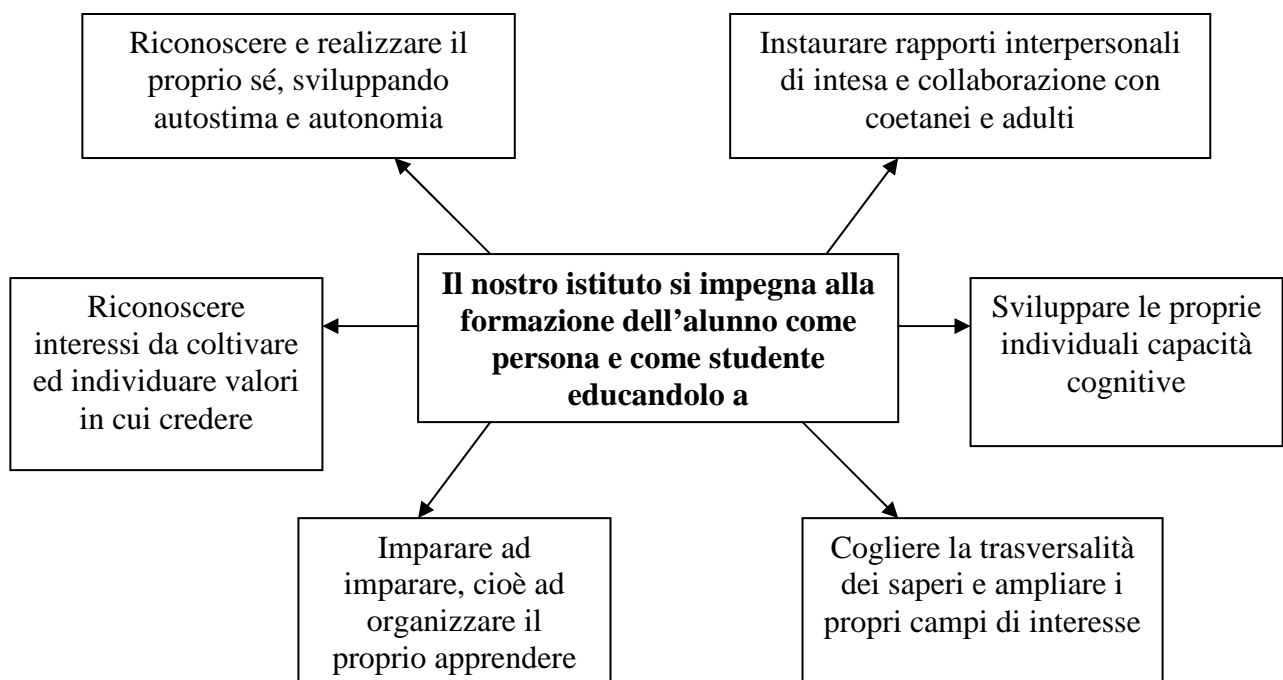 Riconoscere e realizzare il
proprio sé, sviluppando
autostima e autonomia
Instaurare rapporti interpersonali
di intesa e collaborazione con
coetanei e adulti
Riconoscere
interessi da coltivare
ed individuare valori
in cui credere
Il nostro istituto si impegna alla
formazione dell’alunno come
persona e come studente
educandolo a
Sviluppare le proprie
individuali capacità
cognitive
Imparare ad
imparare, cioè ad
organizzare il
proprio apprendere
Cogliere la trasversalità
dei saperi e ampliare i
propri campi di interesse